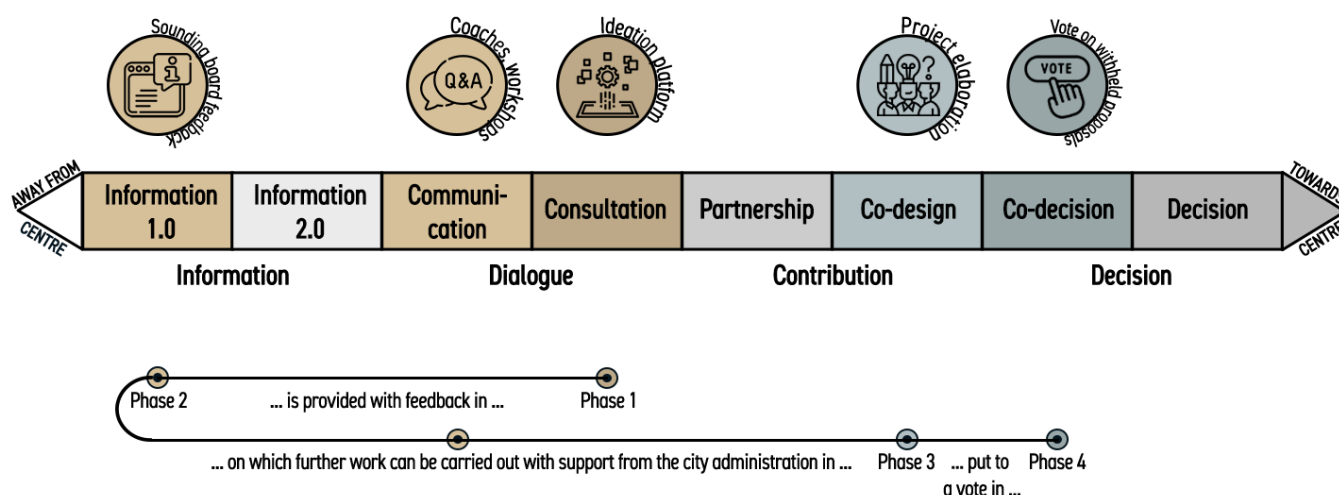 Sounding board feedback
Coaches, workshops
Ideation platform
Project elaboration
Vote on withheld proposals
i
Q&A
?
VOTE
AWAY FROM
CENTRE
Information
1.0
Information
2.0
Communi-
cation
Consultation
Partnership
Co-design
Co-decision
Decision
TOWARDS
CENTRE
Information
Dialogue
Contribution
Decision
Phase 2
... is provided with feedback in ...
Phase 1
... on which further work can be carried out with support from the city administration in ...
Phase 3
... put to
a vote in ...
Phase 4